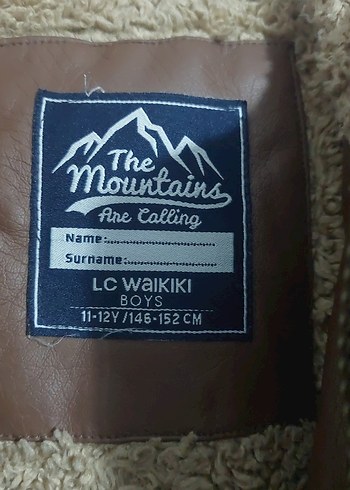 The
Mountains
Are Calling
Name:................................
Surname:..........................
LC WAIKIKI
BOYS
11-12Y/146-152 CM